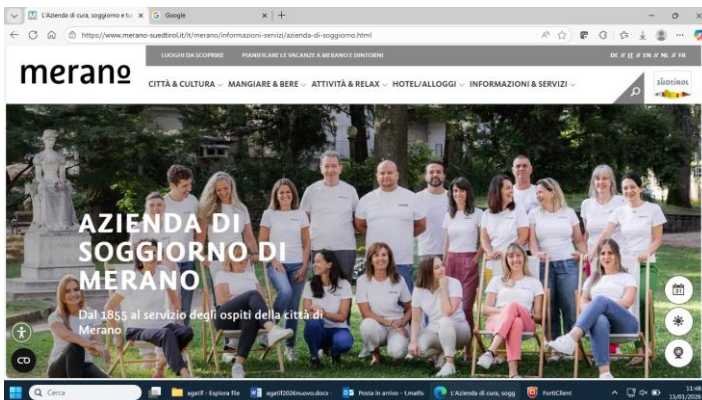 L'Azienda di cura, soggiorno e tu
Google
https://www.merano-suedtirol.it/it/merano/informazioni-servizi/azienda-di-soggiorno.html
LUOGHI DA SCOPRIRE PIANIFICARE LE VACANZE A MERANO E DINTORNI
DE // IT // EN // NL // FR
merano
CITTÀ & CULTURA MANGIARE & BERE ATTIVITÀ & RELAX HOTEL/ALLOGGI INFORMAZIONI & SERVIZI
SÜDTIROL
AZIENDA DI
SOGGIORNO DI
MERANO
Dal 1855 al servizio degli ospiti della città di
Merano
31
Cerca
agatif - Esplora file
agatif2026nuovo.docx -
Posta in arrivo - t.mathi
L'Azienda di cura, sogg
FortiClient
11:48
15/01/2026